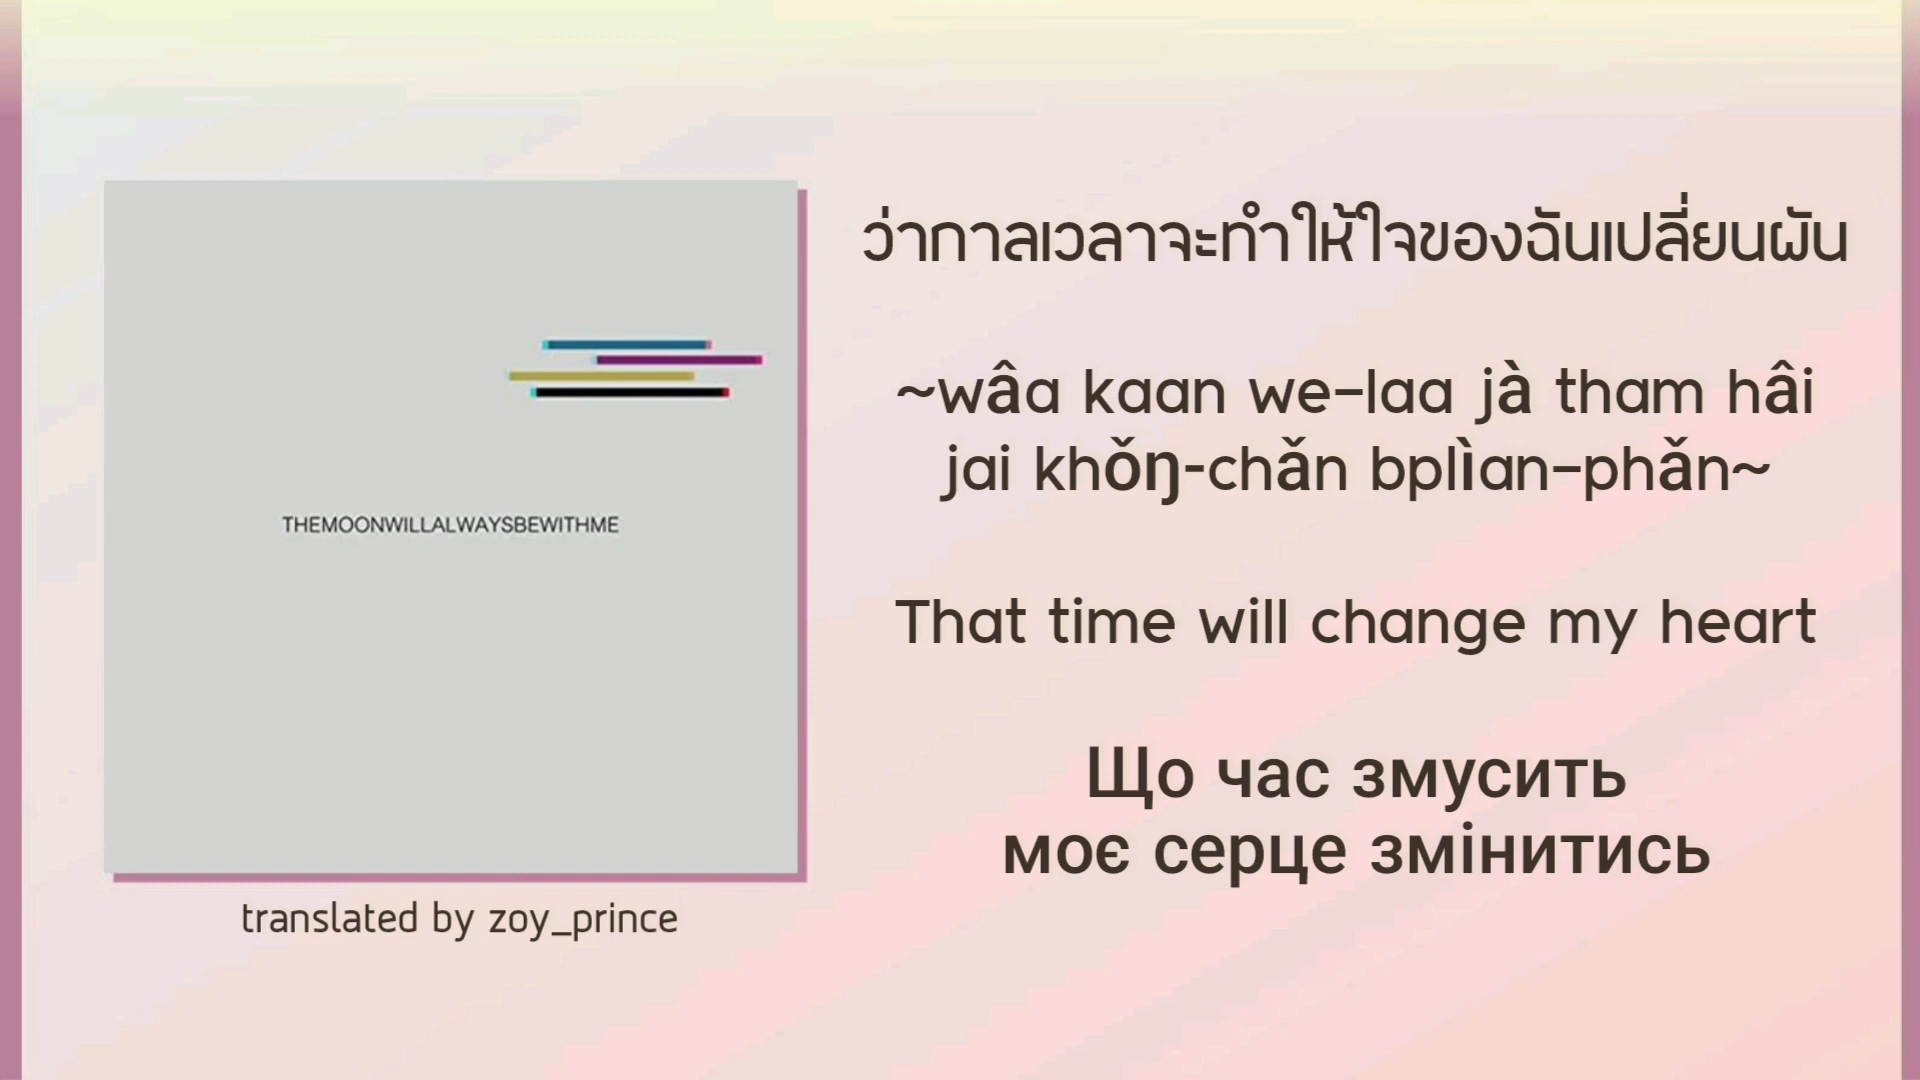 THEMOONWILLALWAYSBEWITHME
translated by zoy_prince
ว่ากาลเวลาจะทำให้ใจของฉันเปลี่ยนผัน
~wâa kaan we-laa jà tham hâi
jai khǒŋ-chǎn bplìan-phǎn~
That time will change my heart
Що час змусить
моє серце змінитись